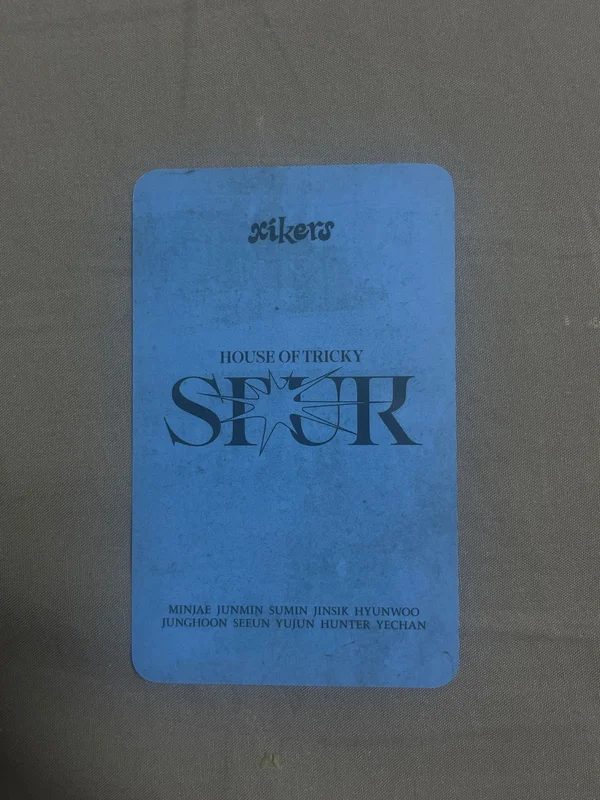 xikers
HOUSE OF TRICKY
SPUR
MINJAE JUNMIN SUMIN JINSIK HYUNWOO
JUNGHOON SEEUN YUJUN HUNTER YECHAN